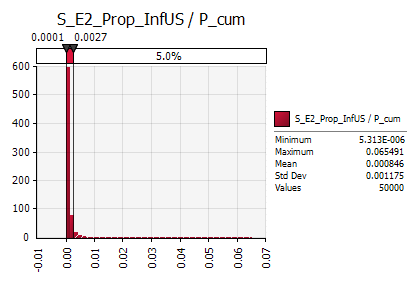 S_E2_Prop_InfUS / P_cum
0.0001 0.0027
5.0%
600
500
400
300
200
100
0
-0.01 0.00 0.01 0.02 0.03 0.04 0.05 0.06 0.07
S_E2_Prop_InfUS / P_cum
Minimum 5.313E-006
Maximum 0.065491
Mean 0.000846
Std Dev 0.001175
Values 50000